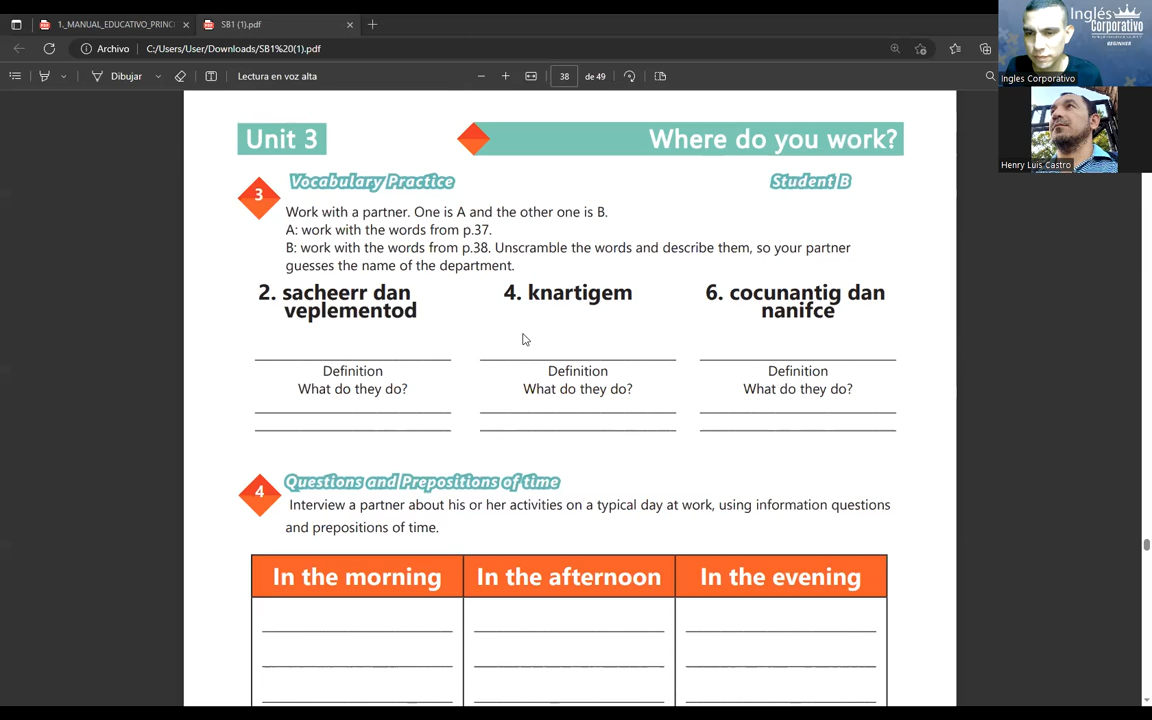 1._MANUAL_EDUCATIVO_PRINC
SB1 (1).pdf
Archivo
C:/Users/User/Downloads/SB1%20(1).pdf
Dibujar
Lectura en voz alta
38
de 49
Inglés
Corporativo
BEGINNER
Ingles Corporativo
Henry Luis Castro
Unit 3
Where do you work?
3
Vocabulary Practice
Student B
Work with a partner. One is A and the other one is B.
A: work with the words from p.37.
B: work with the words from p.38. Unscramble the words and describe them, so your partner
guesses the name of the department.
2. sacheerr dan
veplementod
4. knartigem
6. cocunantig dan
nanifce
Definition
What do they do?
Definition
What do they do?
Definition
What do they do?
4
Questions and Prepositions of time
Interview a partner about his or her activities on a typical day at work, using information questions
and prepositions of time.
In the morning
In the afternoon
In the evening